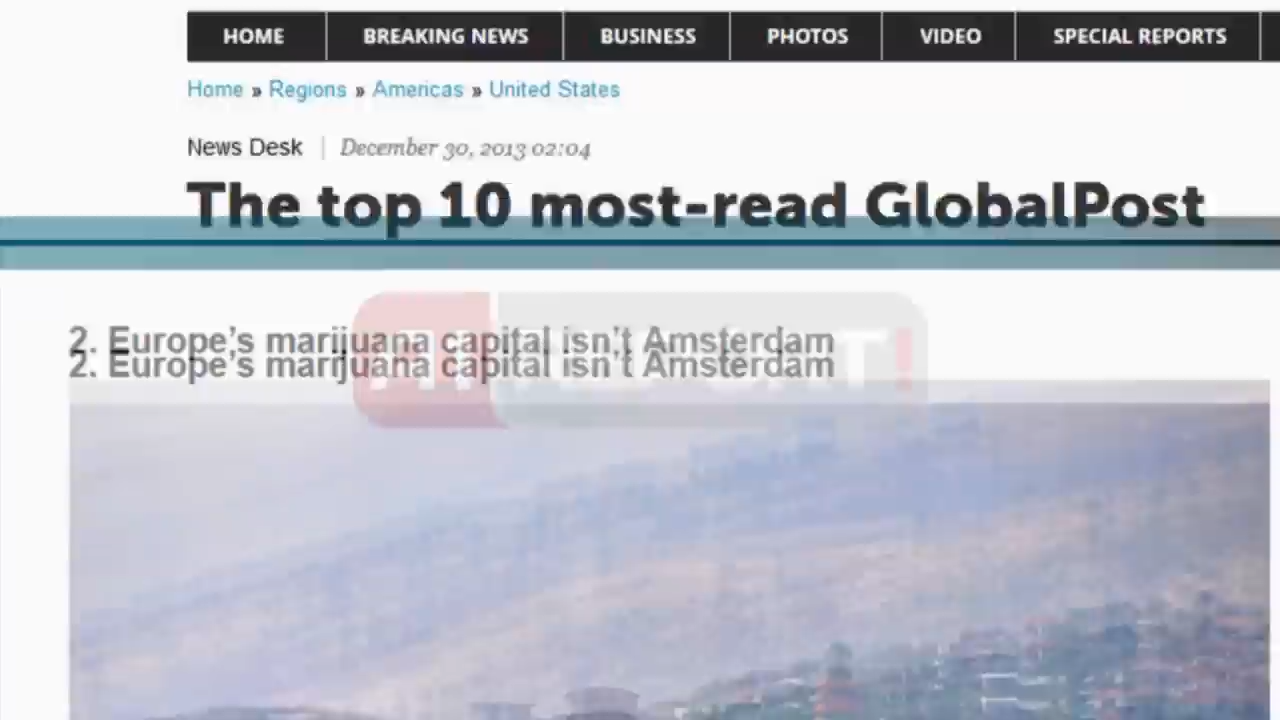 HOME BREAKING NEWS BUSINESS PHOTOS VIDEO SPECIAL REPORTS
Home » Regions » Americas » United States
News Desk | December 30, 2013 02:04
The top 10 most-read GlobalPost
2. Europe's marijuana capital isn't Amsterdam
2. Europe's marijuana capital isn't Amsterdam